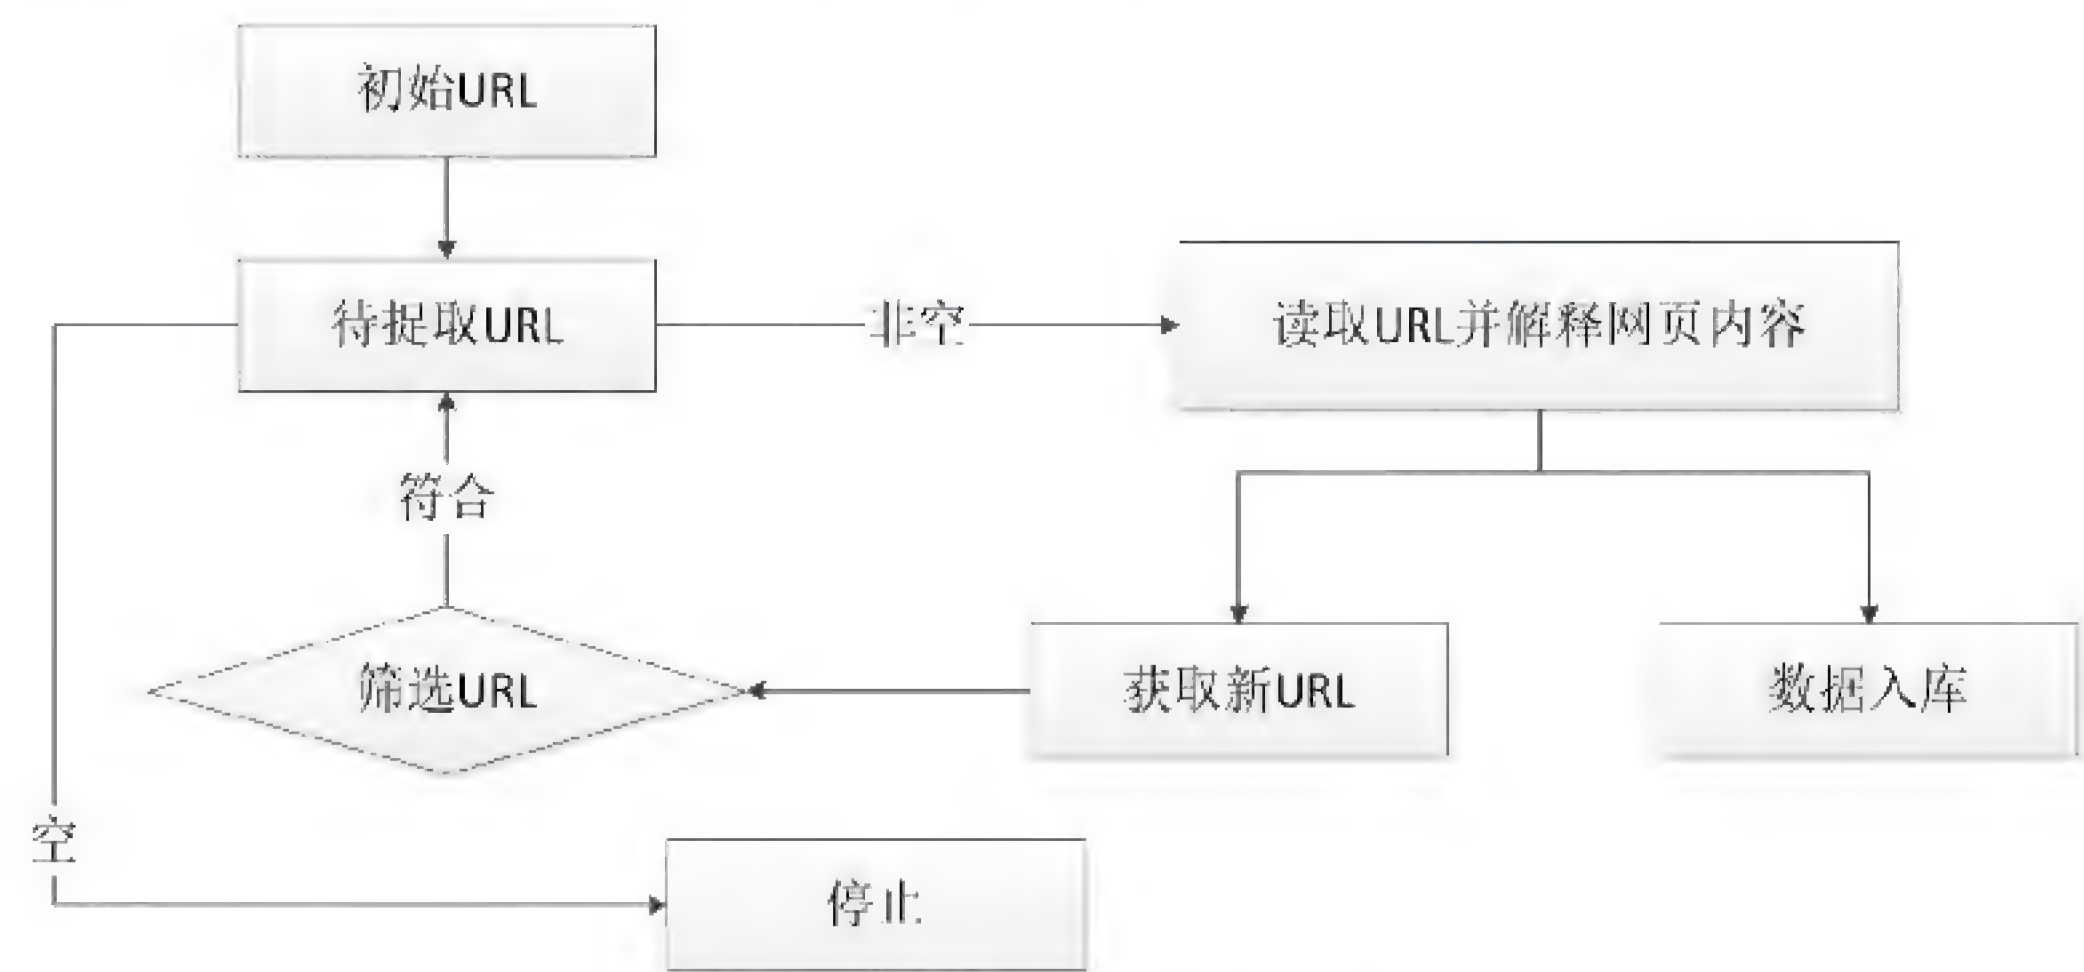 初始URL
待提取URL
非空
读取URL并解释网页内容
符合
筛选URL
获取新URL
数据入库
空
停止